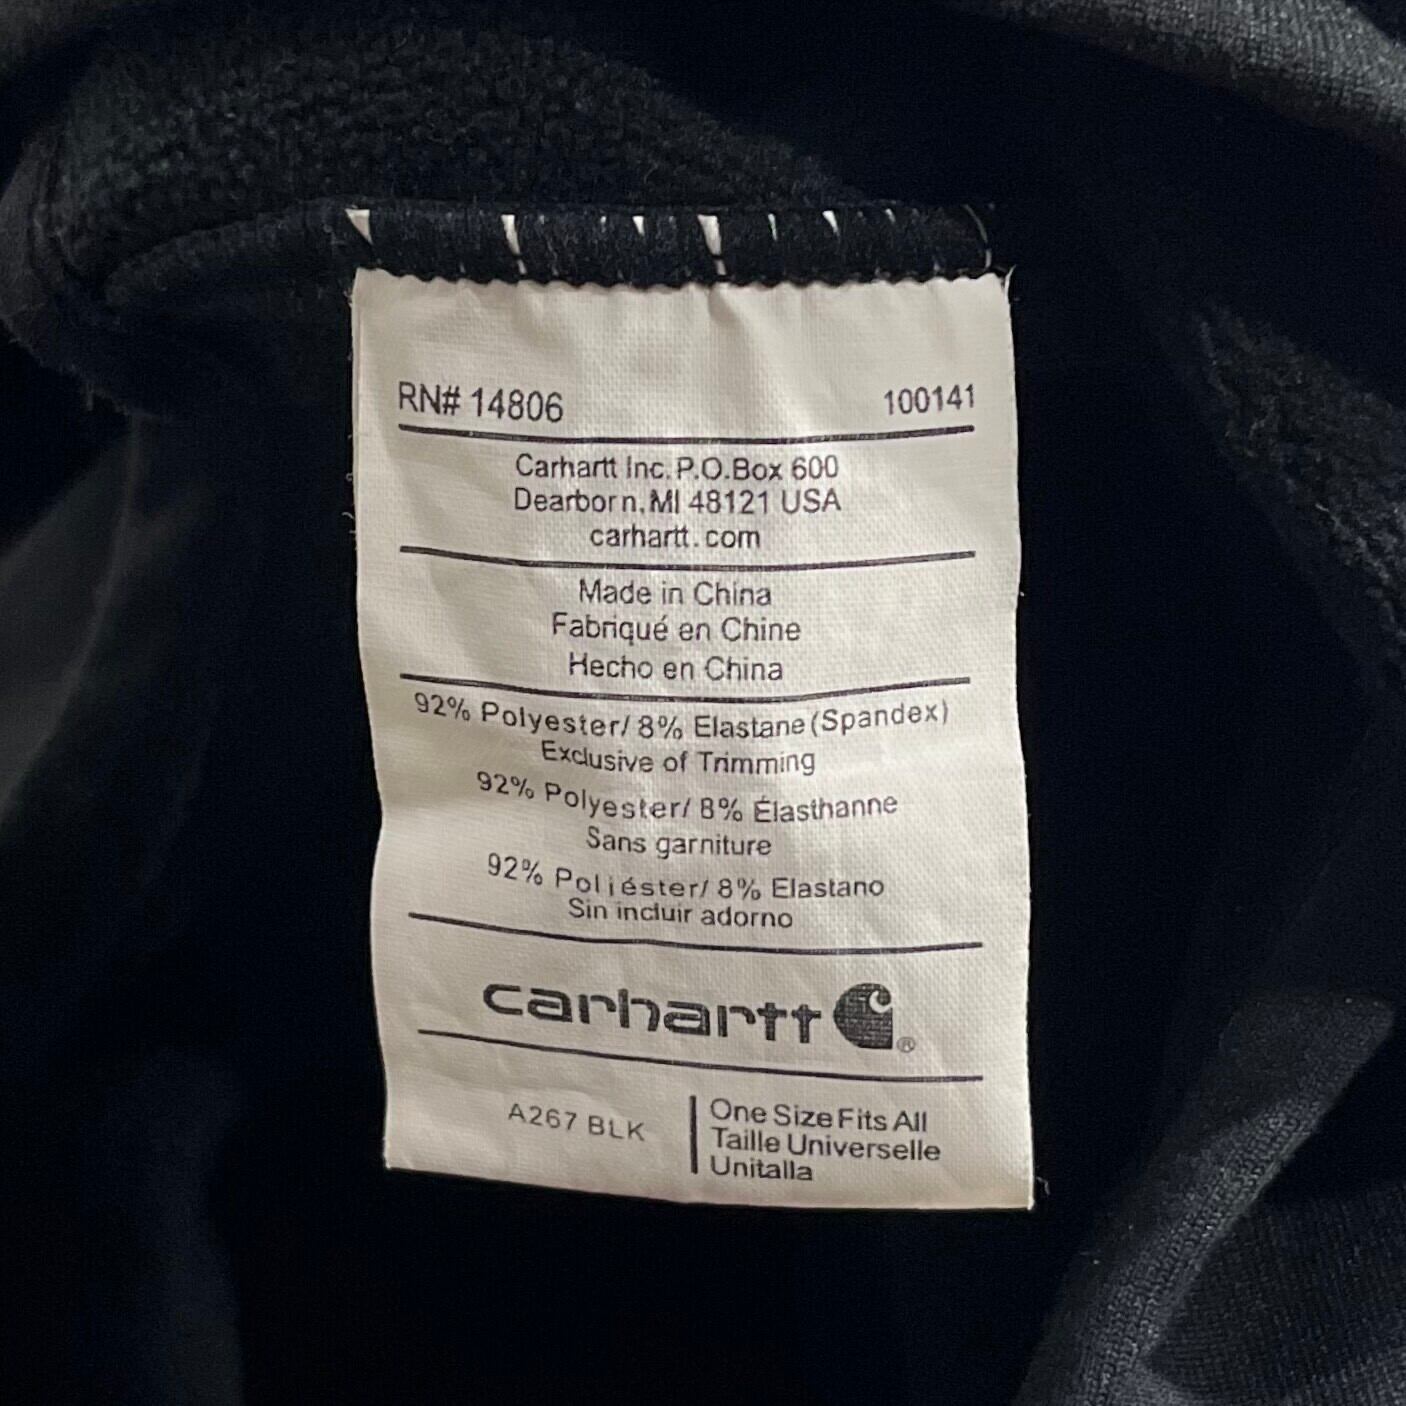 RN# 14806 100141
Carhartt Inc. P.O.Box 600
Dearborn, MI 48121 USA
carhartt.com
Made in China
Fabriqué en Chine
Hecho en China
92% Polyester/ 8% Elastane (Spandex)
Exclusive of Trimming
92% Polyester/ 8% Élasthanne
Sans garniture
92% Poliéster/ 8% Elastano
Sin incluir adorno
carhartt ®
A267 BLK
One Size Fits All
Taille Universelle
Unitalla